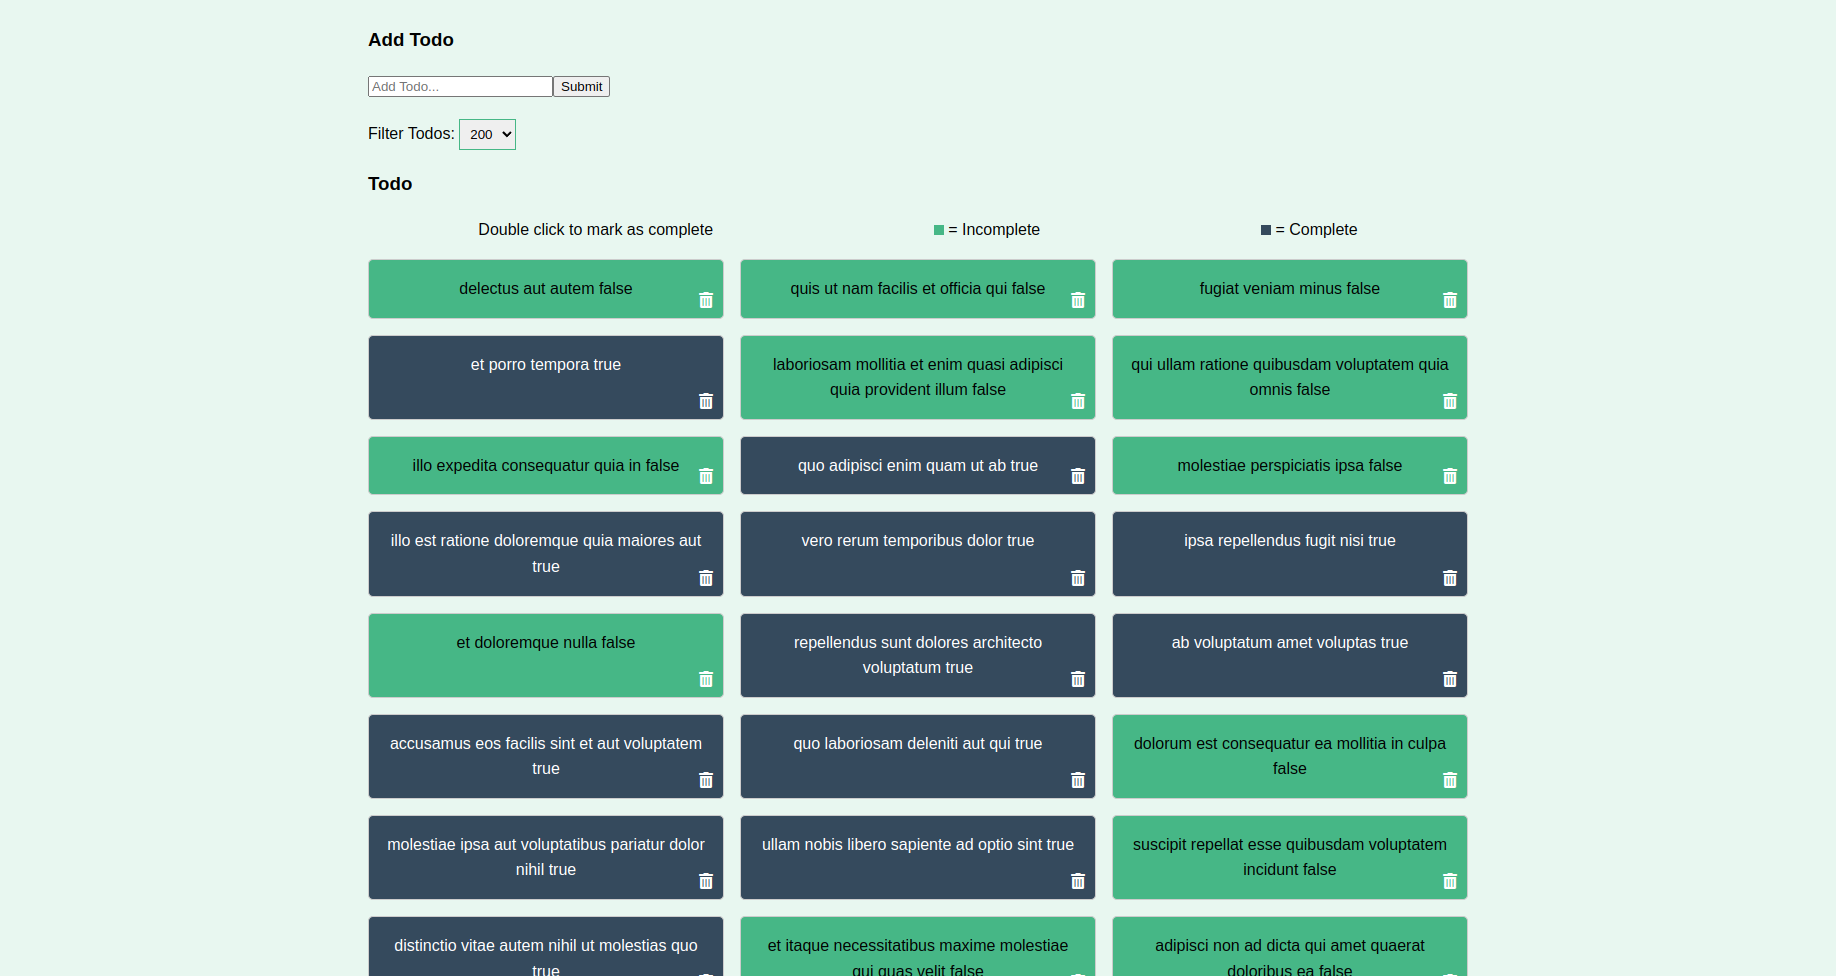 Add Todo
Add Todo...
Submit
Filter Todos: 200
Todo
Double click to mark as complete
= Incomplete
= Complete
delectus aut autem false
quis ut nam facilis et officia qui false
fugiat veniam minus false
et porro tempora true
laboriosam mollitia et enim quasi adipisci
quia provident illum false
qui ullam ratione quibusdam voluptatem quia
omnis false
illo expedita consequatur quia in false
quo adipisci enim quam ut ab true
molestiae perspiciatis ipsa false
illo est ratione doloremque quia maiores aut
true
vero rerum temporibus dolor true
ipsa repellendus fugit nisi true
et doloremque nulla false
repellendus sunt dolores architecto
voluptatum true
ab voluptatum amet voluptas true
accusamus eos facilis sint et aut voluptatem
true
quo laboriosam deleniti aut qui true
dolorum est consequatur ea mollitia in culpa
false
molestiae ipsa aut voluptatibus pariatur dolor
nihil true
ullam nobis libero sapiente ad optio sint true
suscipit repellat esse quibusdam voluptatem
incidunt false
distinctio vitae autem nihil ut molestias quo
true
et itaque necessitatibus maxime molestiae
qui quas velit false
adipisci non ad dicta qui amet quaerat
doloribus ea false